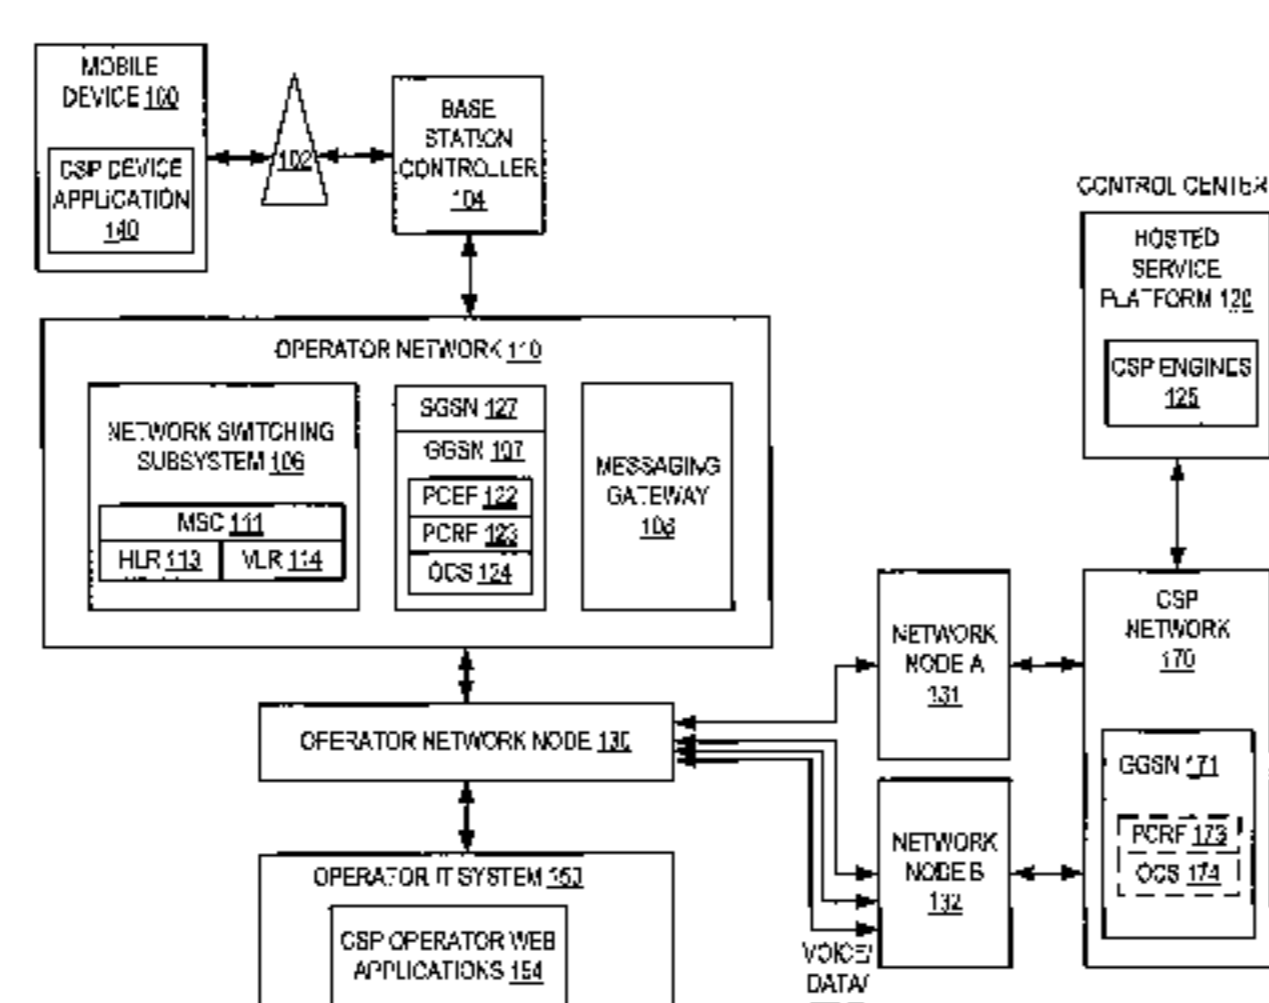 MOBILE
DEVICE 100
CSP DEVICE
APPLICATION
140
102
BASE
STATION
CONTROLLER
104
CONTROL CENTER
HOSTED
SERVICE
PLATFORM 120
CSP ENGINES
125
OPERATOR NETWORK 110
NETWORK SWITCHING
SUBSYSTEM 106
MSC 111
HLR 113
VLR 114
SGSN 127
GGSN 107
PCEF 122
PCRF 123
OCS 124
MESSAGING
GATEWAY
108
NETWORK
NODE A
131
CSP
NETWORK
170
GGSN 171
PCRF 173
OCS 174
OPERATOR NETWORK NODE 130
NETWORK
NODE B
132
OPERATOR IT SYSTEM 150
CSP OPERATOR WEB
APPLICATIONS 154
VOICE/
DATA/